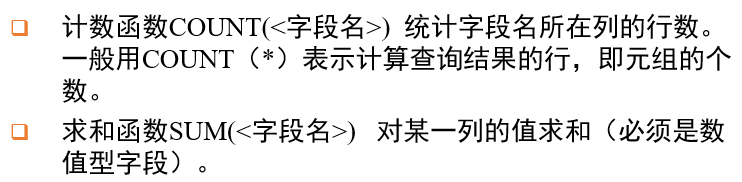 计数函数COUNT(<字段名>) 统计字段名所在列的行数。
一般用COUNT（*）表示计算查询结果的行，即元组的个
数。
求和函数SUM(<字段名>) 对某一列的值求和（必须是数
值型字段）。